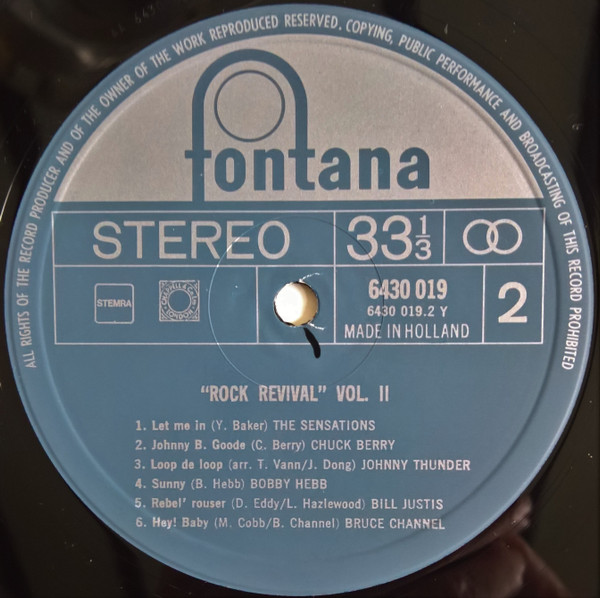 ALL RIGHTS OF THE RECORD PRODUCER AND OF THE OWNER OF THE WORK REPRODUCED RESERVED. COPYING, PUBLIC PERFORMANCE AND BROADCASTING OF THIS RECORD PROHIBITED
fontana
STEREO 33 1/3
STEMRA
6430 019
6430 019.2 Y
MADE IN HOLLAND
2
"ROCK REVIVAL" VOL. II
1. Let me in (Y. Baker) THE SENSATIONS
2. Johnny B. Goode (C. Berry) CHUCK BERRY
3. Loop de loop (arr. T. Vann/J. Dong) JOHNNY THUNDER
4. Sunny (B. Hebb) BOBBY HEBB
5. Rebel' rouser (D. Eddy/L. Hazlewood) BILL JUSTIS
6. Hey! Baby (M. Cobb/B. Channel) BRUCE CHANNEL